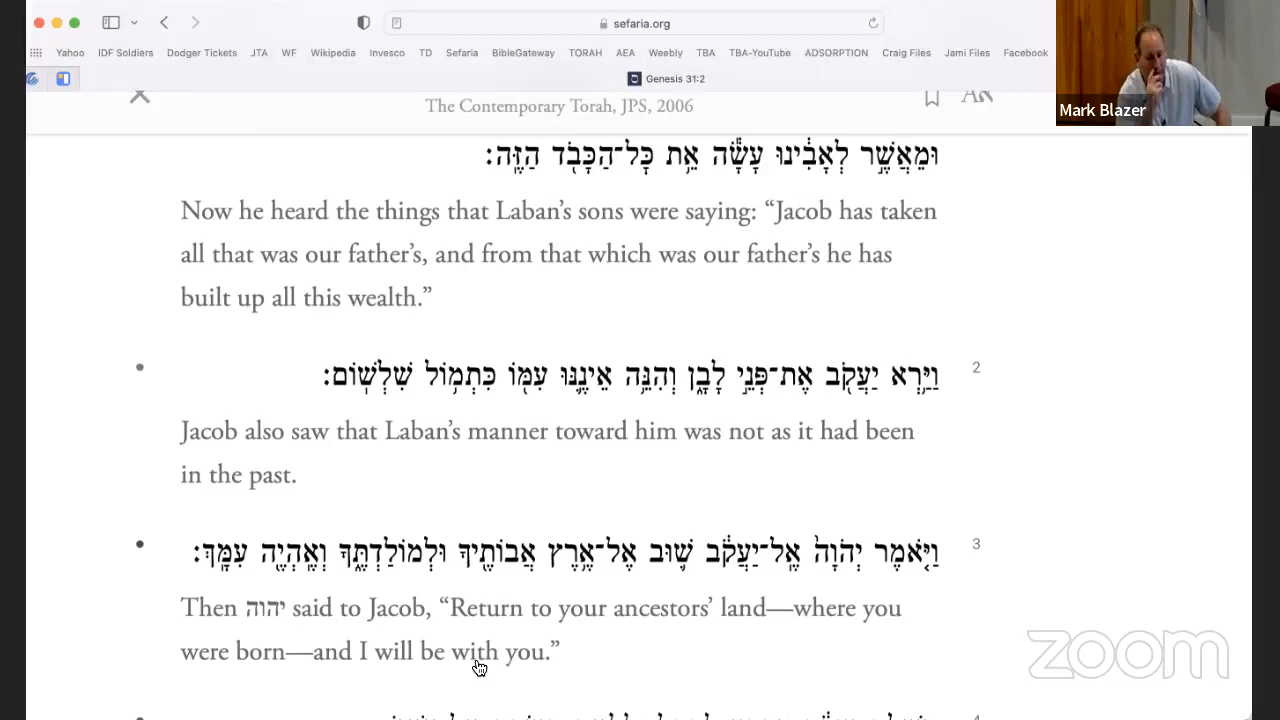 sefaria.org
Yahoo IDF Soldiers Dodger Tickets JTA WF Wikipedia Invesco TD Sefaria BibleGateway TORAH AEA Weebly TBA TBA-YouTube ADSORPTION Craig Files Jami Files Facebook
Genesis 31:2
The Contemporary Torah, JPS, 2006
Mark Blazer
וּמֵאֲשֶׁ֣ר לְאָבִ֔ינוּ עָשָׂ֕ה אֵ֥ת כׇּל־הַכָּבֹ֖ד הַזֶּֽה׃
Now he heard the things that Laban’s sons were saying: “Jacob has taken
all that was our father’s, and from that which was our father’s he has
built up all this wealth.”
2
וַיַּ֥רְא יַעֲקֹ֖ב אֶת־פְּנֵ֣י לָבָ֑ן וְהִנֵּ֥ה אֵינֶ֛נּוּ עִמּ֖וֹ כִּתְמ֥וֹל שִׁלְשֽׁוֹם׃
Jacob also saw that Laban’s manner toward him was not as it had been
in the past.
3
וַיֹּ֤אמֶר יְהֹוָה֙ אֶֽל־יַעֲקֹ֔ב שׁ֛וּב אֶל־אֶ֥רֶץ אֲבוֹתֶ֖יךָ וּלְמוֹלַדְתֶּ֑ךָ וְאֶֽהְיֶ֖ה עִמָּֽךְ׃
Then יהוה said to Jacob, “Return to your ancestors’ land—where you
were born—and I will be with you.”
zoom